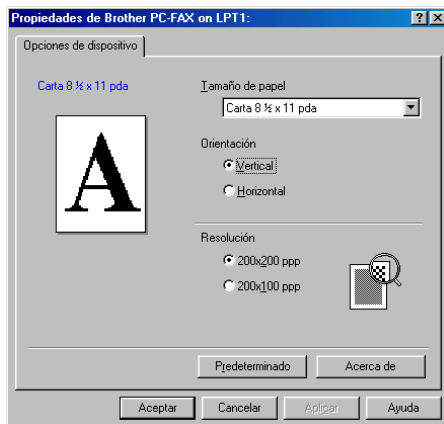 Propiedades de Brother PC-FAX on LPT1:
Opciones de dispositivo
Carta 8 ½ x 11 pda
A
Tamaño de papel
Carta 8 ½ x 11 pda
Orientación
Vertical
Horizontal
Resolución
200x200 ppp
200x100 ppp
Predeterminado
Acerca de
Aceptar
Cancelar
Aplicar
Ayuda